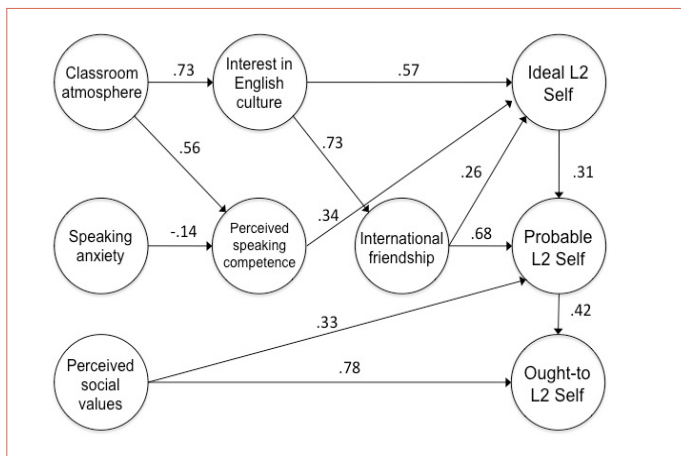 Classroom
atmosphere
.73
Interest in
English
culture
.57
Ideal L2
Self
.56
.73
.26
.31
Speaking
anxiety
-.14
Perceived
speaking
competence
.34
International
friendship
.68
Probable
L2 Self
.33
.42
Perceived
social
values
.78
Ought-to
L2 Self